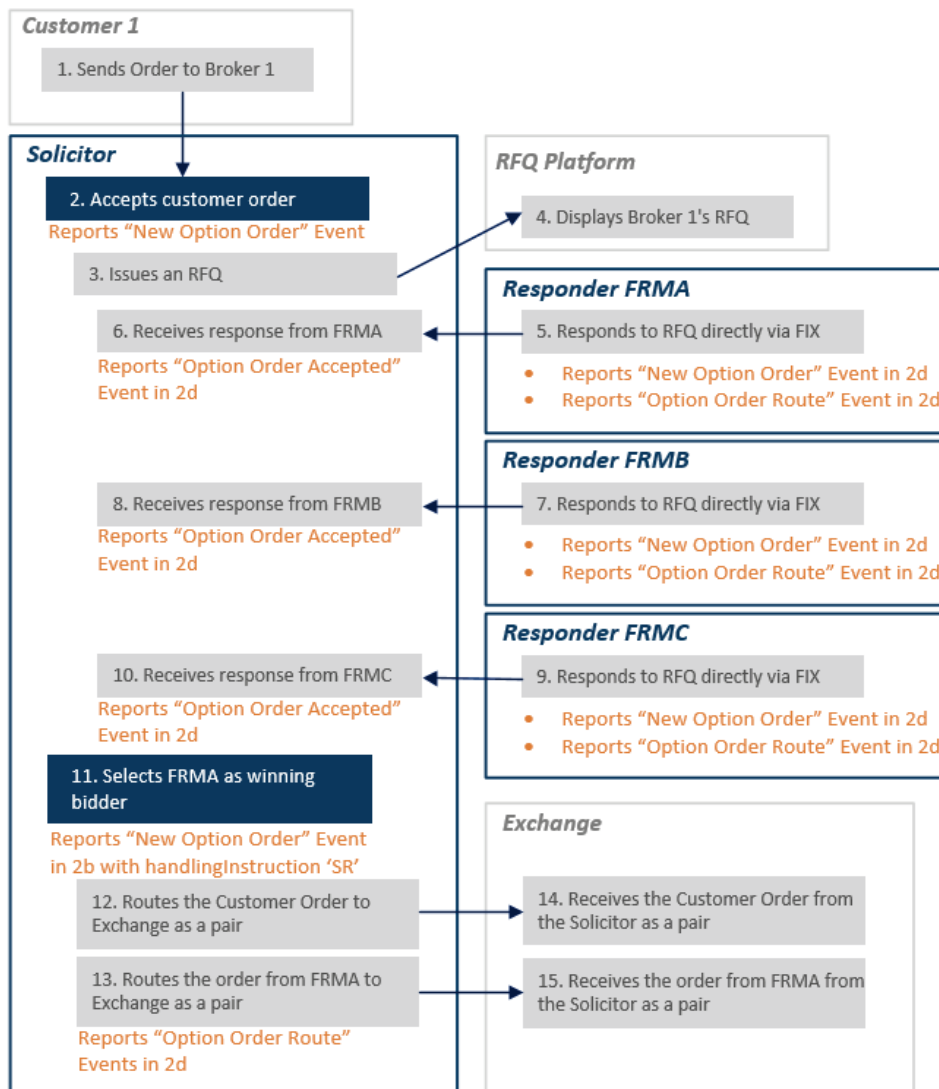 Customer 1
1. Sends Order to Broker 1
Solicitor
2. Accepts customer order
Reports “New Option Order” Event
3. Issues an RFQ
RFQ Platform
4. Displays Broker 1's RFQ
Responder FRMA
5. Responds to RFQ directly via FIX
• Reports “New Option Order” Event in 2d
• Reports “Option Order Route” Event in 2d
6. Receives response from FRMA
Reports “Option Order Accepted”
Event in 2d
Responder FRMB
7. Responds to RFQ directly via FIX
• Reports “New Option Order” Event in 2d
• Reports “Option Order Route” Event in 2d
8. Receives response from FRMB
Reports “Option Order Accepted”
Event in 2d
Responder FRMC
9. Responds to RFQ directly via FIX
• Reports “New Option Order” Event in 2d
• Reports “Option Order Route” Event in 2d
10. Receives response from FRMC
Reports “Option Order Accepted”
Event in 2d
11. Selects FRMA as winning
bidder
Reports “New Option Order” Event
in 2b with handlingInstruction ‘SR’
12. Routes the Customer Order to
Exchange as a pair
13. Routes the order from FRMA to
Exchange as a pair
Reports “Option Order Route”
Events in 2d
Exchange
14. Receives the Customer Order from
the Solicitor as a pair
15. Receives the order from FRMA from
the Solicitor as a pair